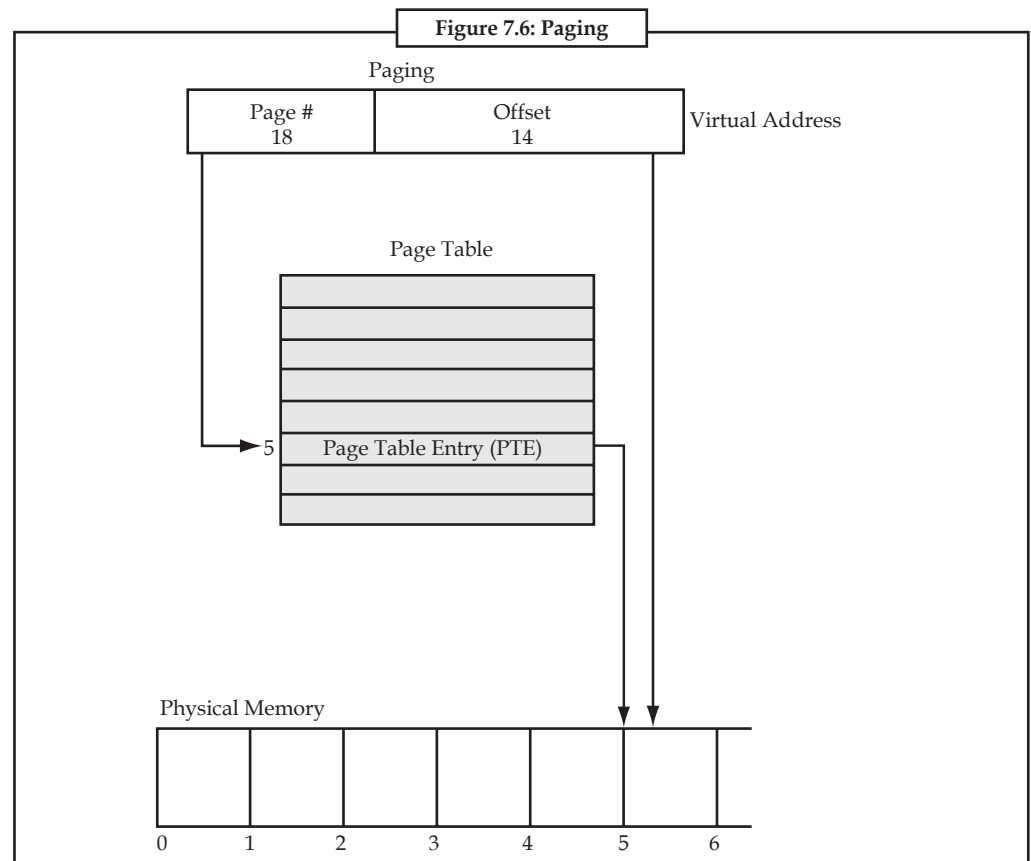 Figure 7.6: Paging
Paging
Page #
18
Offset
14
Virtual Address
Page Table
5
Page Table Entry (PTE)
Physical Memory
0 1 2 3 4 5 6